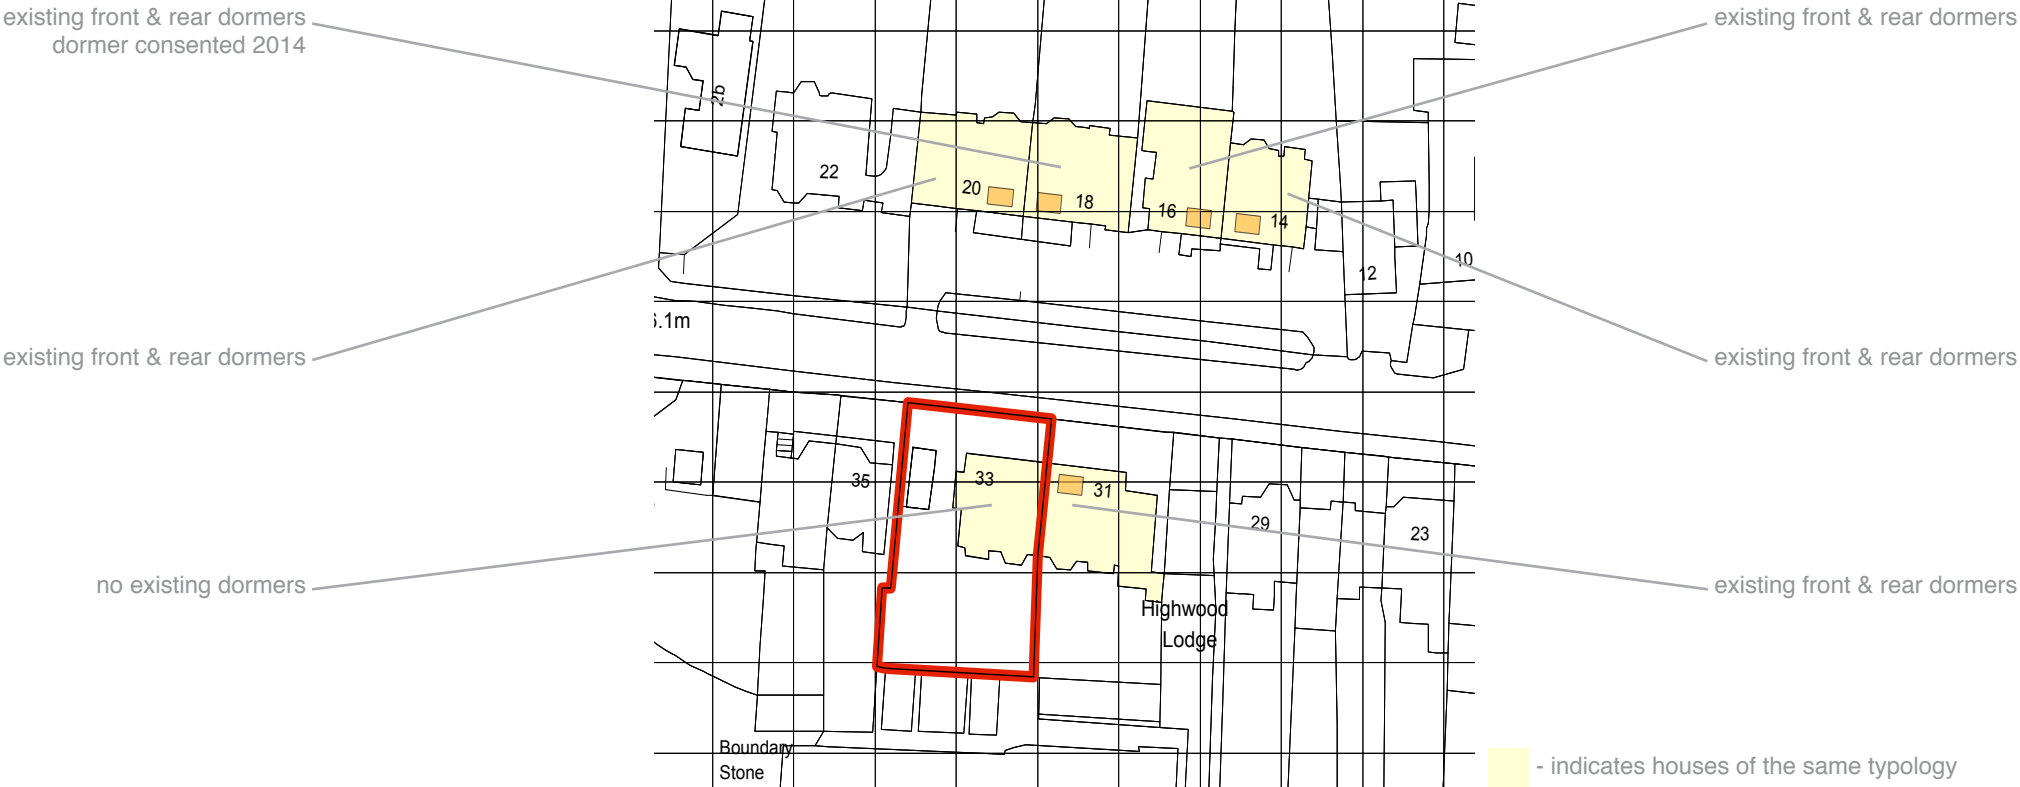 existing front & rear dormers
dormer consented 2014
existing front & rear dormers
2b
22
20
18
16
14
12
10
6.1m
existing front & rear dormers
existing front & rear dormers
33
31
35
29
23
no existing dormers
existing front & rear dormers
Highwood
Lodge
Boundary
Stone
- indicates houses of the same typology